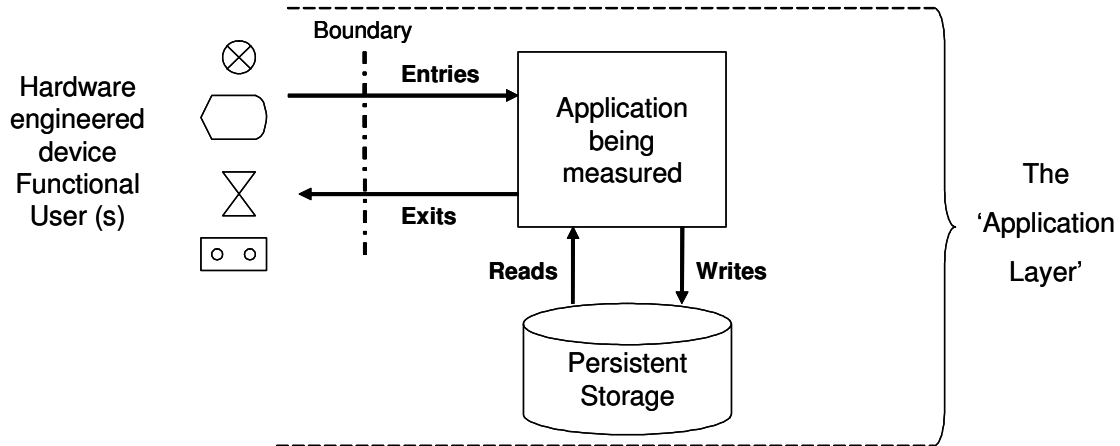 Boundary
Hardware
engineered
device
Functional
User (s)
Entries
Exits
Application
being
measured
Reads
Writes
Persistent
Storage
The
‘Application
Layer’